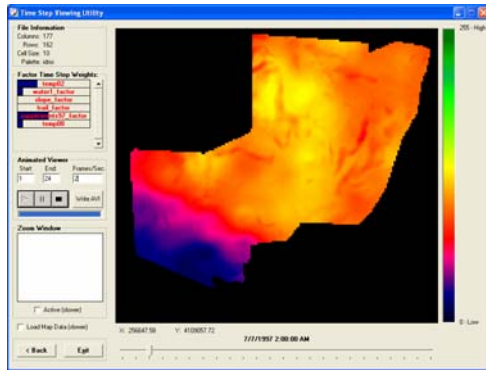 Time Step Viewing Utility
File Information
Columns: 177
Rows: 162
Cell Size: 10
Palette: idrisi
Factor Time Step Weights:
temp02
water1_factor
slope_factor
trail_factor
temp08
Animated Viewer
Start End Frames/Sec.
1 24 2
Write AVI
Zoom Window
Active (slower)
Load Map Data (slower)
< Back Exit
255 - High
0 - Low
X: 256647.58 Y: 4109057.72
7/7/1997 2:00:00 AM